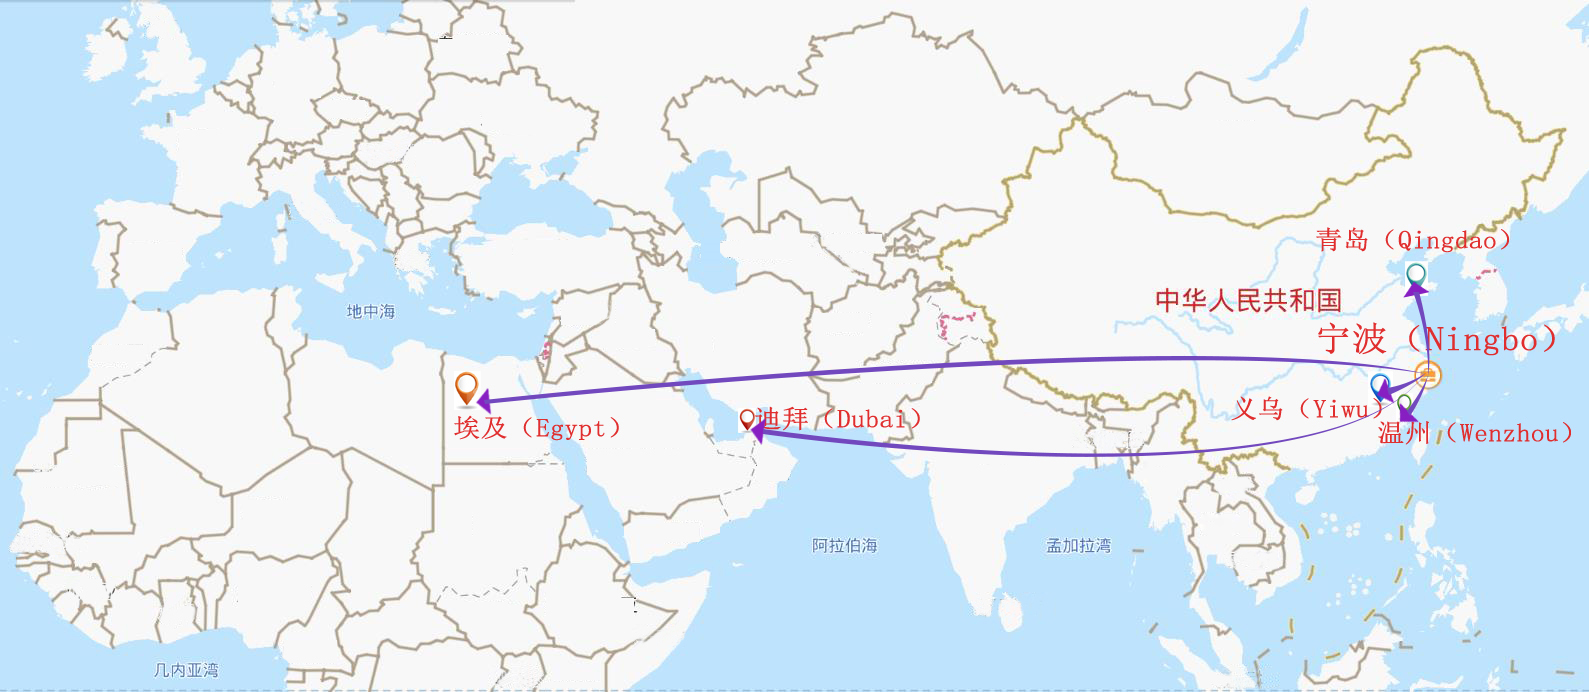 青岛（Qingdao）
中华人民共和国
地中海
宁波（Ningbo）
义乌（Yiwu）
迪拜（Dubai）
埃及（Egypt）
温州（Wenzhou）
阿拉伯海
孟加拉湾
几内亚湾